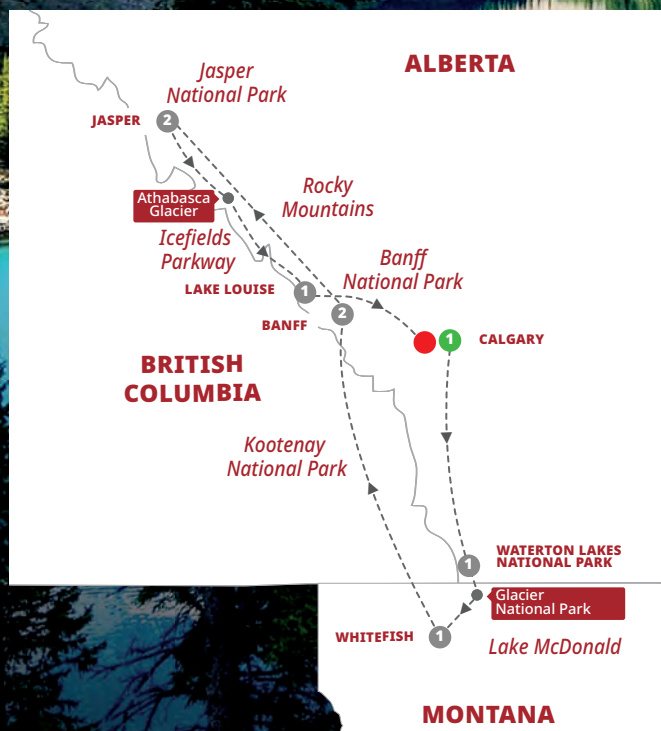 ALBERTA
Jasper
National Park
JASPER
2
Athabasca
Glacier
Rocky
Mountains
Icefields
Parkway
Banff
National Park
LAKE LOUISE
1
2
BANFF
1
CALGARY
BRITISH
COLUMBIA
Kootenay
National Park
1
WATERTON LAKES
NATIONAL PARK
Glacier
National Park
WHITEFISH
1
Lake McDonald
MONTANA